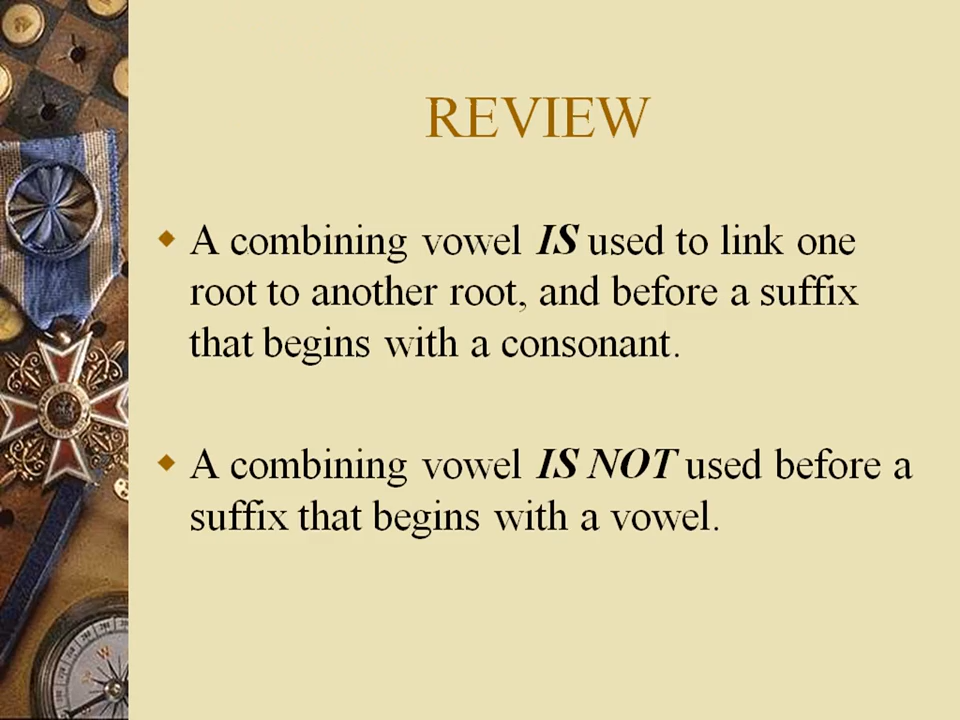 REVIEW
A combining vowel IS used to link one
root to another root, and before a suffix
that begins with a consonant.
A combining vowel IS NOT used before a
suffix that begins with a vowel.